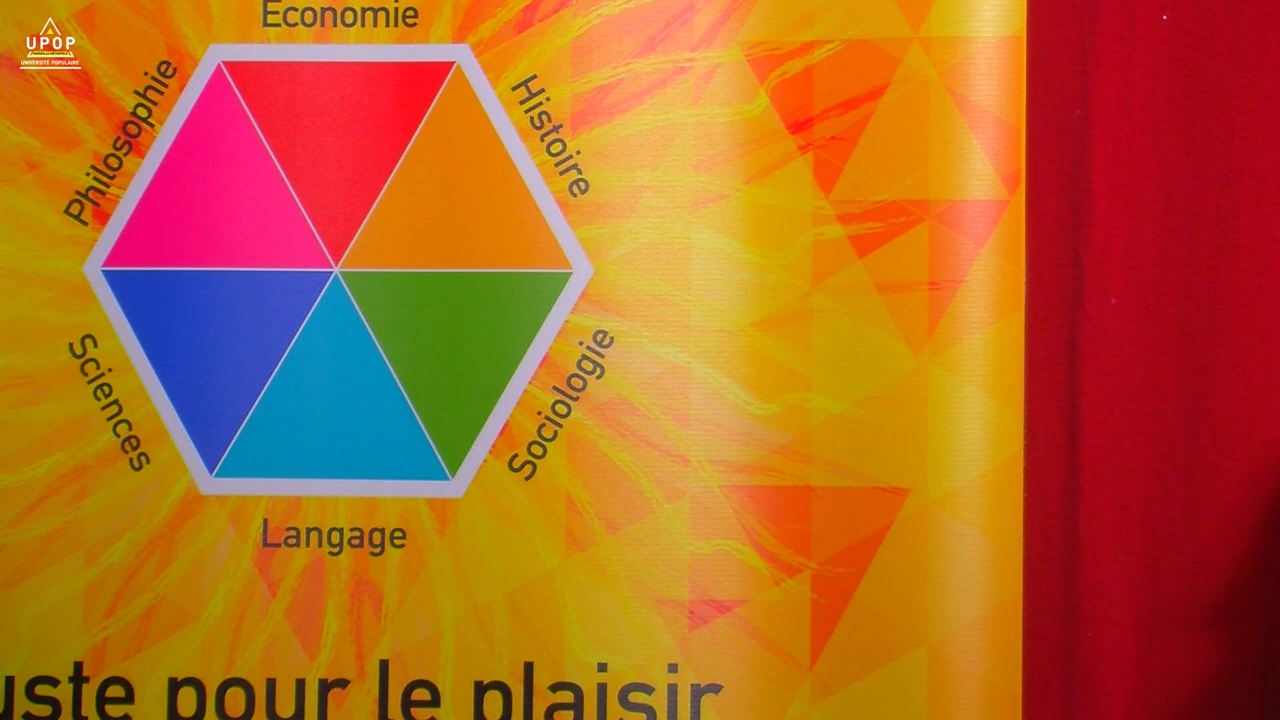 UPOP
UNIVERSITÉ POPULAIRE
Economie
Philosophie
Histoire
Sciences
Sociologie
Langage
uste pour le plaisir